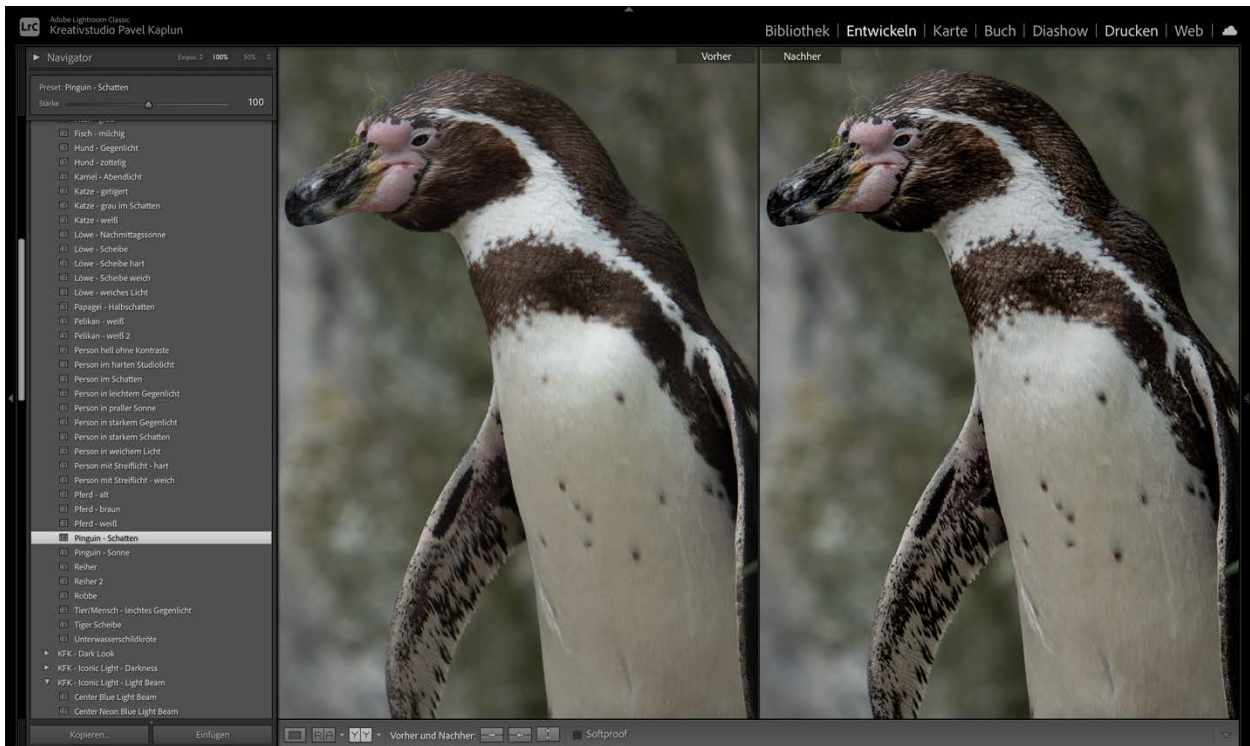 LrC
Adobe Lightroom Classic
Kreativstudio Pavel Kaplun
Bibliothek | Entwickeln | Karte | Buch | Diashow | Drucken | Web |
Navigator
Einpas. 100% 50%
Preset: Pinguin - Schatten
Stärke 100
Fisch - milchig
Hund - Gegenlicht
Hund - zottelig
Kamel - Abendlicht
Katze - getigert
Katze - grau im Schatten
Katze - weiß
Löwe - Nachmittagssonne
Löwe - Scheibe
Löwe - Scheibe hart
Löwe - Scheibe weich
Löwe - weiches Licht
Papagei - Halbschatten
Pelikan - weiß
Pelikan - weiß 2
Person hell ohne Kontraste
Person im harten Studiolicht
Person im Schatten
Person in leichtem Gegenlicht
Person in praller Sonne
Person in starkem Gegenlicht
Person in starkem Schatten
Person in weichem Licht
Person mit Streiflicht - hart
Person mit Streiflicht - weich
Pferd - alt
Pferd - braun
Pferd - weiß
Pinguin - Schatten
Pinguin - Sonne
Reiher
Reiher 2
Robbe
Tier/Mensch - leichtes Gegenlicht
Tiger Scheibe
Unterwasserschildkröte
KFK - Dark Look
KFK - Iconic Light - Darkness
KFK - Iconic Light - Light Beam
Center Blue Light Beam
Center Neon Blue Light Beam
Kopieren... Einfügen
Vorher Nachher
R A Y Y Vorher und Nachher: Softproof